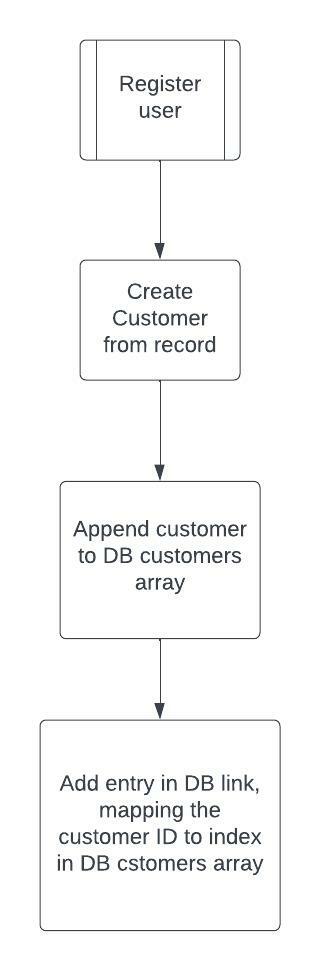 Register
user
Create
Customer
from record
Append customer
to DB customers
array
Add entry in DB link,
mapping the
customer ID to index
in DB cstomers array